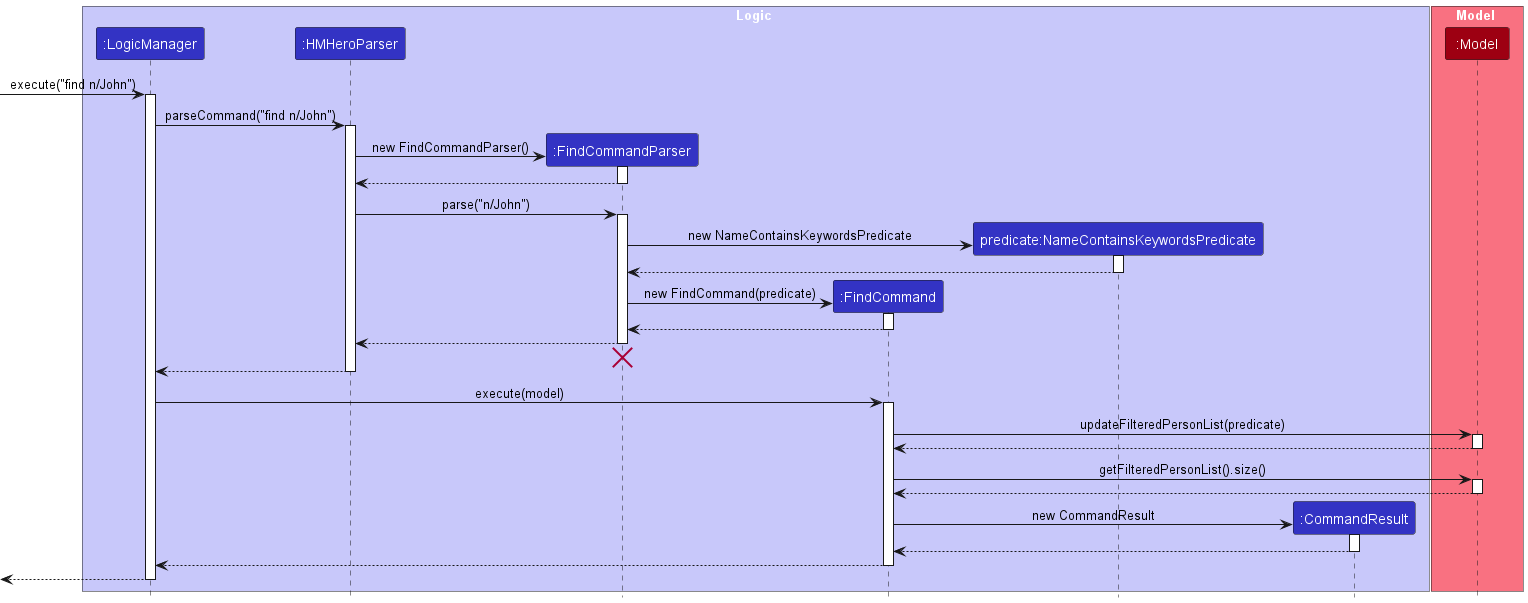 Logic
Model
:LogicManager
:HMHeroParser
:Model
execute("find n/John")
parseCommand("find n/John")
new FindCommandParser()
:FindCommandParser
parse("n/John")
new NameContainsKeywordsPredicate
predicate:NameContainsKeywordsPredicate
new FindCommand(predicate)
:FindCommand
execute(model)
updateFilteredPersonList(predicate)
getFilteredPersonList().size()
new CommandResult
:CommandResult